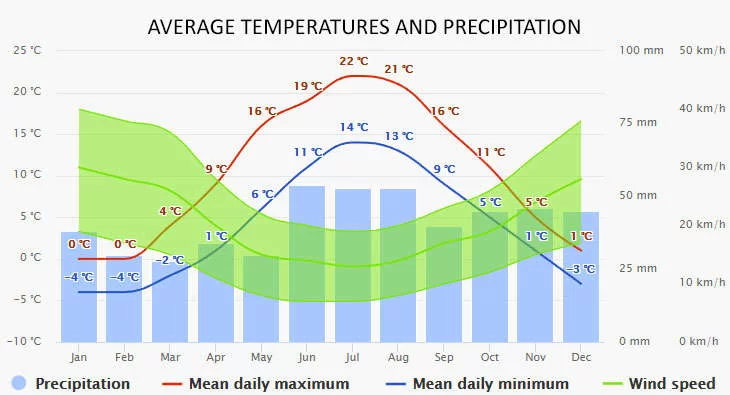 AVERAGE TEMPERATURES AND PRECIPITATION
25 °C 100 mm 50 km/h
22 °C 21 °C
20 °C 19 °C 40 km/h
16 °C 16 °C 75 mm
15 °C 14 °C 13 °C
11 °C 11 °C 30 km/h
10 °C 9 °C 9 °C
6 °C 50 mm
5 °C 4 °C 5 °C 5 °C 20 km/h
0 °C 0 °C 1 °C 1 °C 1 °C
0 °C −2 °C −3 °C 25 mm
−4 °C −4 °C 10 km/h
−5 °C
−10 °C 0 mm 0 km/h
Jan Feb Mar Apr May Jun Jul Aug Sep Oct Nov Dec
Precipitation Mean daily maximum Mean daily minimum Wind speed